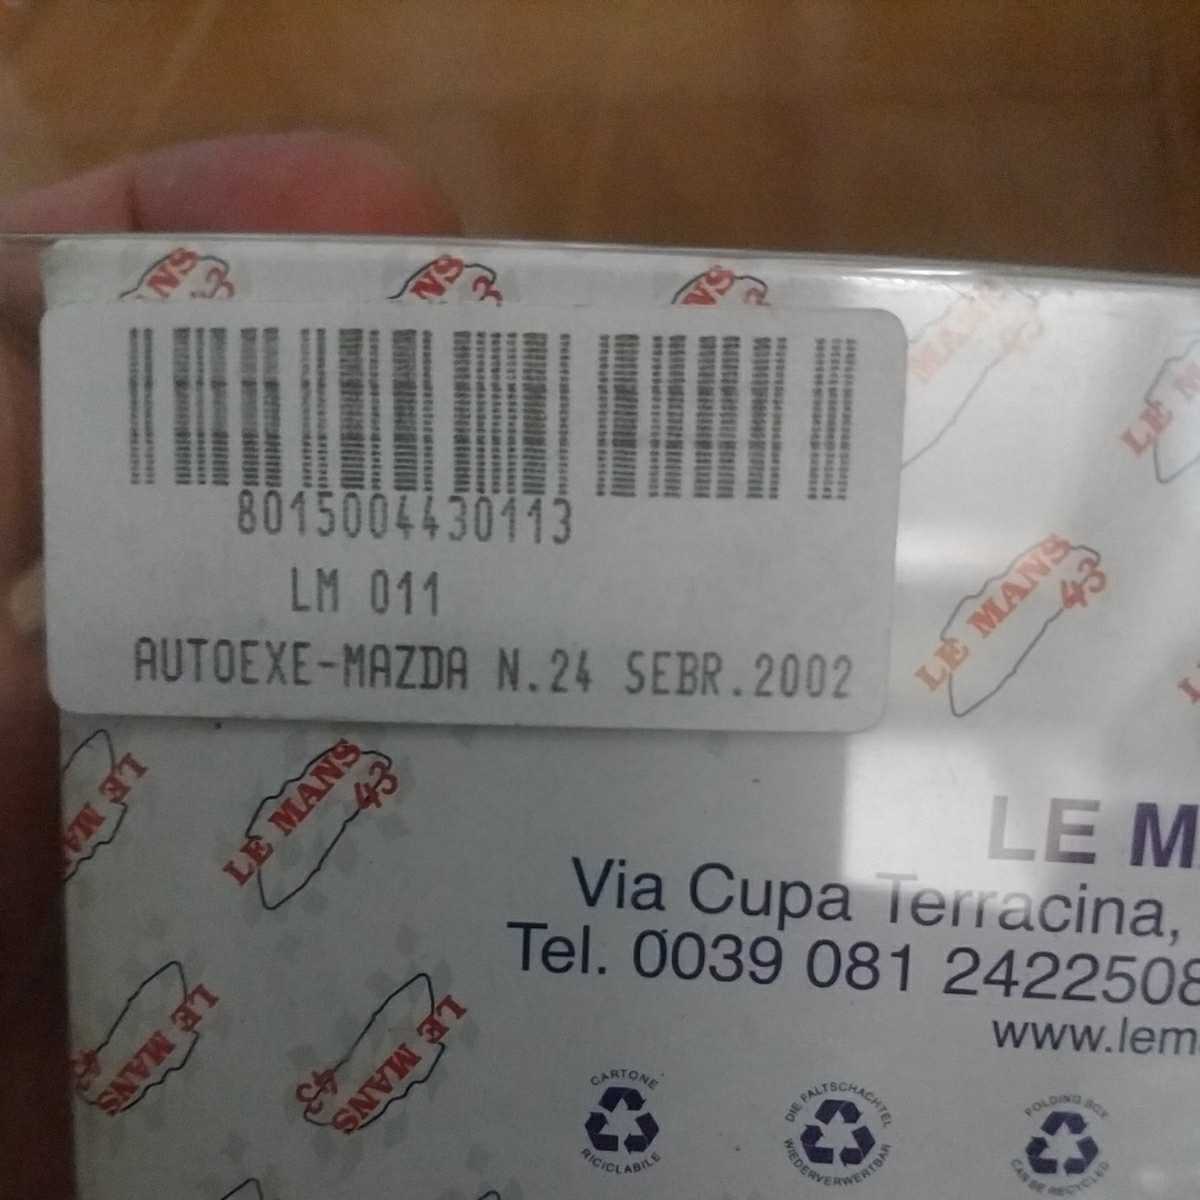 8015004430113
LM 011
AUTOEXE-MAZDA N.24 SEBR.2002
LE MANS 43
LE MANS 43
LE MANS
LE MANS 43
LE M
Via Cupa Terracina,
Tel. 0039 081 2422508
www.lem
LE MANS 43
LE MANS 43
CARTONE RICICLABILE
DIE FALTSCHACHTEL WIEDERVERWERTBAR
FOLDING BOX CAN BE RECYCLED